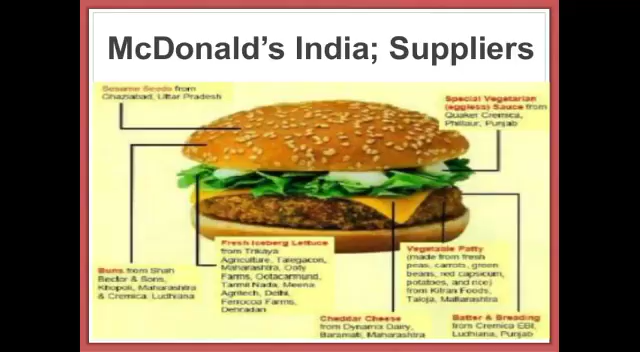 McDonald's India; Suppliers
Sesame Seeds from
Ghaziabad, Uttar Pradesh
Special Vegetarian
(eggless) Sauce from
Quaker Cremica,
Phillaur, Punjab
Buns from Shah
Bector & Sons,
Khopoli, Maharashtra
& Cremica Ludhiana
Fresh Iceberg Lettuce
from Trikaya
Agriculture, Talegaon,
Maharashtra, Ooty
Farms, Ootacarmund,
Tamil Nadu, Meena
Agritech, Delhi,
Ferrocca Farms,
Dehradan
Vegetable Patty
(made from fresh
peas, carrots, green
beans, red capsicum,
potatoes, and rice)
from Kitran Foods,
Taloja, Maharashtra
Cheddar Cheese
from Dynamix Dairy,
Baramati, Maharashtra
Batter & Breading
from Cremica EBI,
Ludhiana, Punjab